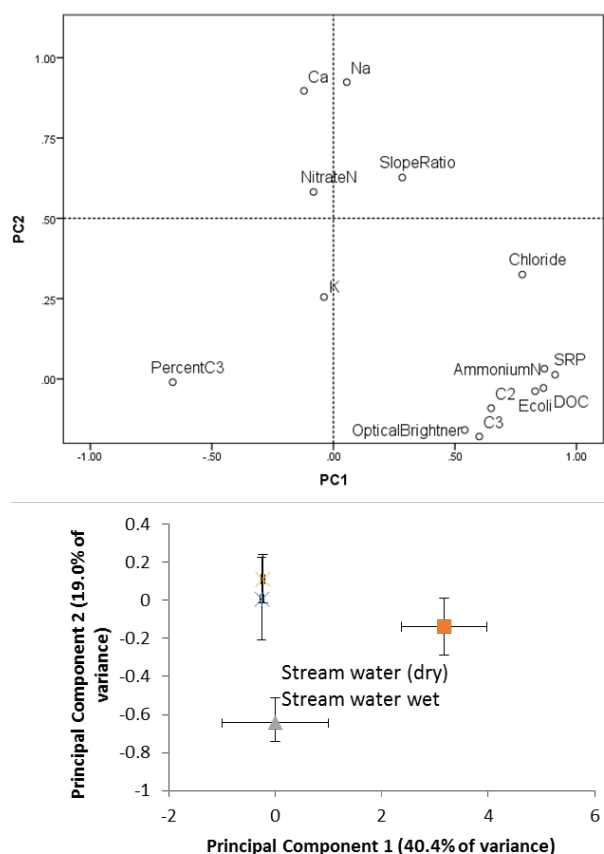 1.00
.75
.50
.25
.00
PC2
Ca
Na
NitrateN
SlopeRatio
K
Chloride
PercentC3
AmmoniumN
SRP
C2
Ecoli
DOC
OpticalBrightner
C3
-1.00
-.50
.00
.50
1.00
PC1
Principal Component 2 (19.0% of
variance)
0.4
0.2
0
-0.2
-0.4
-0.6
-0.8
-1
Stream water (dry)
Stream water wet
-2
0
2
4
6
Principal Component 1 (40.4% of variance)